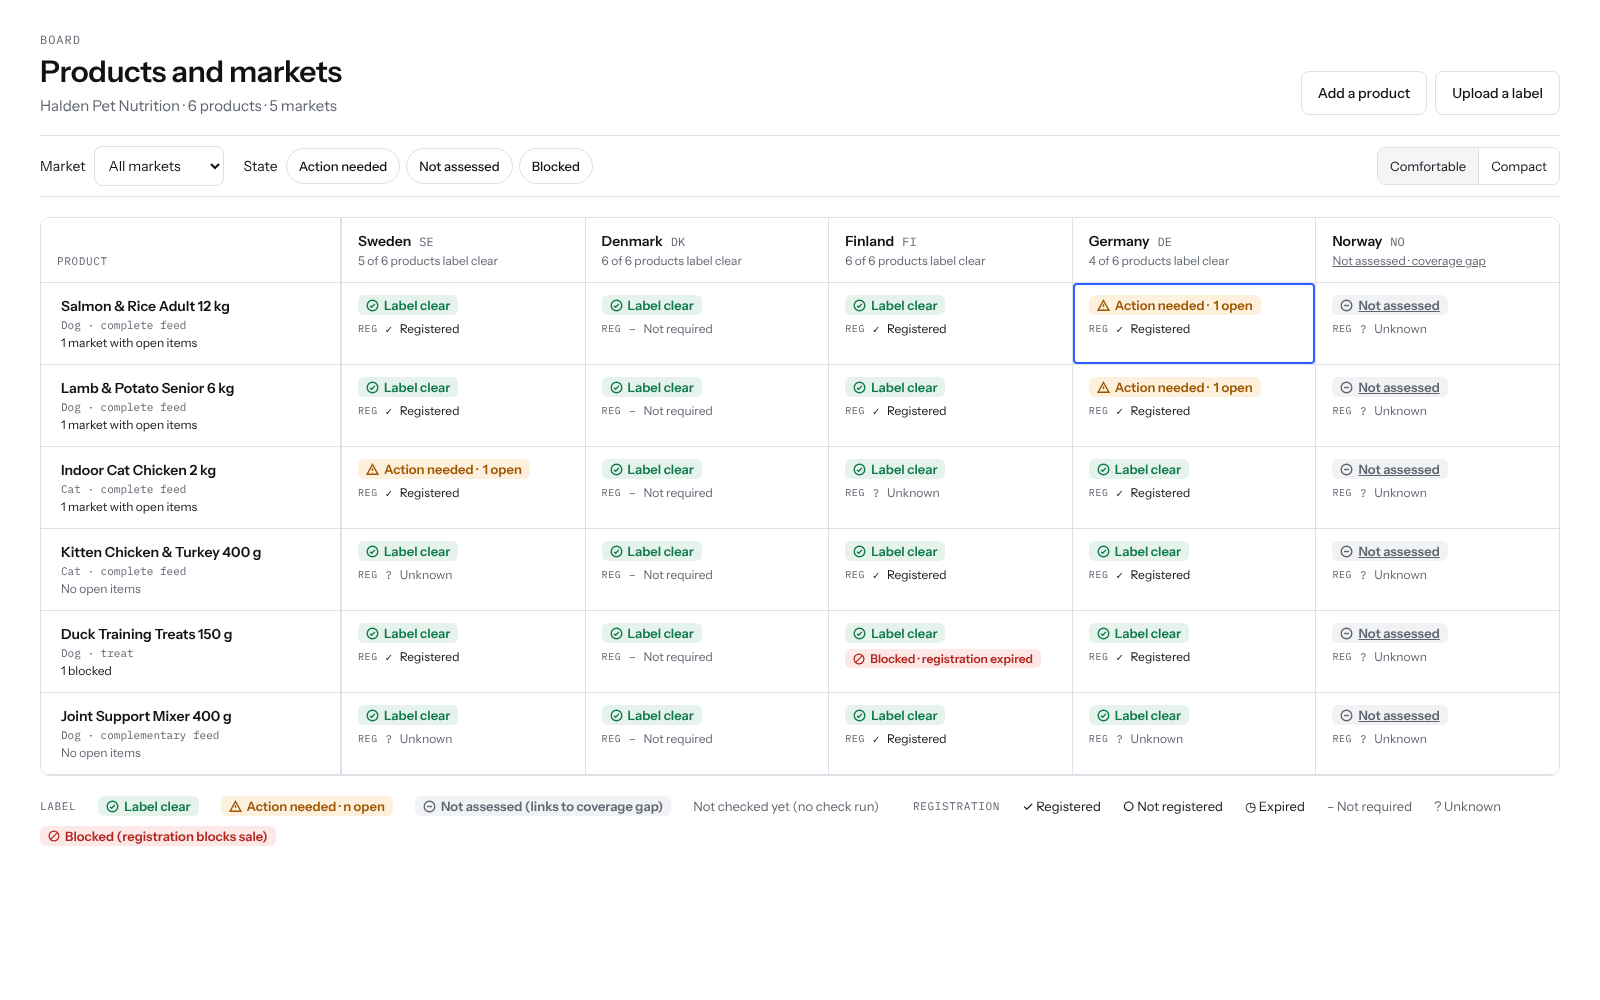 BOARD
Products and markets
Halden Pet Nutrition · 6 products · 5 markets
Add a product
Upload a label
Market All markets State Action needed Not assessed Blocked Comfortable Compact
PRODUCT
Sweden SE
5 of 6 products label clear
Denmark DK
6 of 6 products label clear
Finland FI
6 of 6 products label clear
Germany DE
4 of 6 products label clear
Norway NO
Not assessed · coverage gap
Salmon & Rice Adult 12 kg
Dog · complete feed
1 market with open items
Label clear
REG ✓ Registered
Label clear
REG – Not required
Label clear
REG ✓ Registered
Action needed · 1 open
REG ✓ Registered
Not assessed
REG ? Unknown
Lamb & Potato Senior 6 kg
Dog · complete feed
1 market with open items
Label clear
REG ✓ Registered
Label clear
REG – Not required
Label clear
REG ✓ Registered
Action needed · 1 open
REG ✓ Registered
Not assessed
REG ? Unknown
Indoor Cat Chicken 2 kg
Cat · complete feed
1 market with open items
Action needed · 1 open
REG ✓ Registered
Label clear
REG – Not required
Label clear
REG ? Unknown
Label clear
REG ✓ Registered
Not assessed
REG ? Unknown
Kitten Chicken & Turkey 400 g
Cat · complete feed
No open items
Label clear
REG ? Unknown
Label clear
REG – Not required
Label clear
REG ✓ Registered
Label clear
REG ✓ Registered
Not assessed
REG ? Unknown
Duck Training Treats 150 g
Dog · treat
1 blocked
Label clear
REG ✓ Registered
Label clear
REG – Not required
Label clear
Blocked · registration expired
Label clear
REG ✓ Registered
Not assessed
REG ? Unknown
Joint Support Mixer 400 g
Dog · complementary feed
No open items
Label clear
REG ? Unknown
Label clear
REG – Not required
Label clear
REG ✓ Registered
Label clear
REG ? Unknown
Not assessed
REG ? Unknown
LABEL Label clear Action needed · n open Not assessed (links to coverage gap) Not checked yet (no check run) REGISTRATION ✓ Registered ○ Not registered ◷ Expired – Not required ? Unknown
Blocked (registration blocks sale)